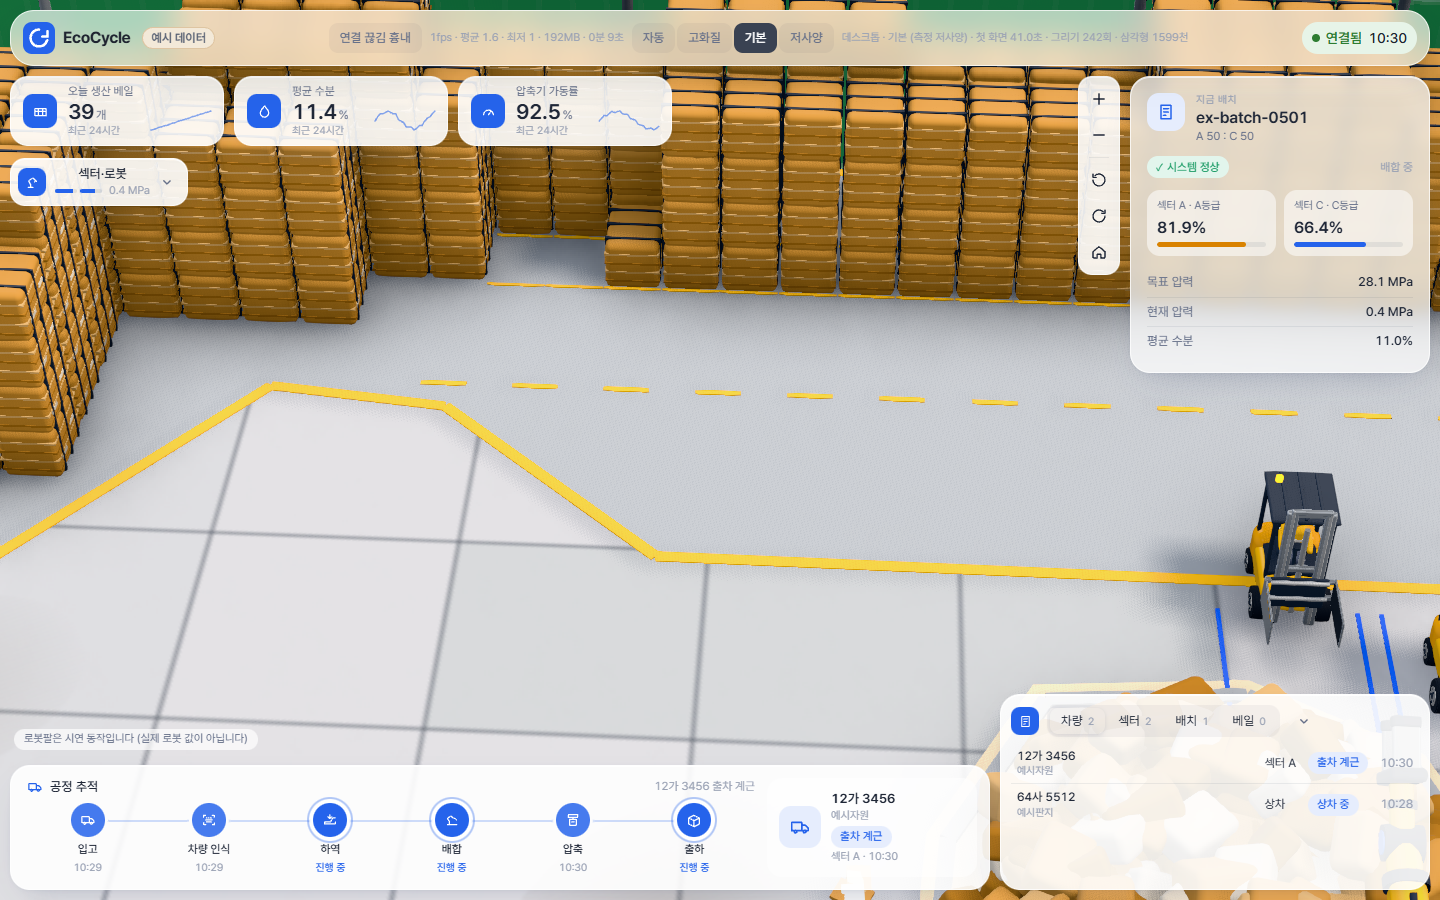 EcoCycle
예시 데이터
연결 끊김 흉내
1fps · 평균 1.6 · 최저 1 · 192MB · 0분 9초
자동
고화질
기본
저사양
데스크톱 · 기본 (측정 저사양) · 첫 화면 41.0초 · 그리기 242회 · 삼각형 1599천
연결됨 10:30
오늘 생산 베일
39개
최근 24시간
평균 수분
11.4%
최근 24시간
압축기 가동률
92.5%
최근 24시간
섹터·로봇
0.4 MPa
지금 배치
ex-batch-0501
A 50 : C 50
✓ 시스템 정상
배합 중
섹터 A · A등급
81.9%
섹터 C · C등급
66.4%
목표 압력 28.1 MPa
현재 압력 0.4 MPa
평균 수분 11.0%
로봇팔은 시연 동작입니다 (실제 로봇 값이 아닙니다)
공정 추적
12가 3456 출차 계근
입고
10:29
차량 인식
10:29
하역
진행 중
배합
진행 중
압축
10:30
출하
진행 중
12가 3456
예시자원
출차 계근
섹터 A · 10:30
차량 2
섹터 2
배치 1
베일 0
12가 3456
예시자원
섹터 A
출차 계근
10:30
64사 5512
예시판지
상차
상차 중
10:28